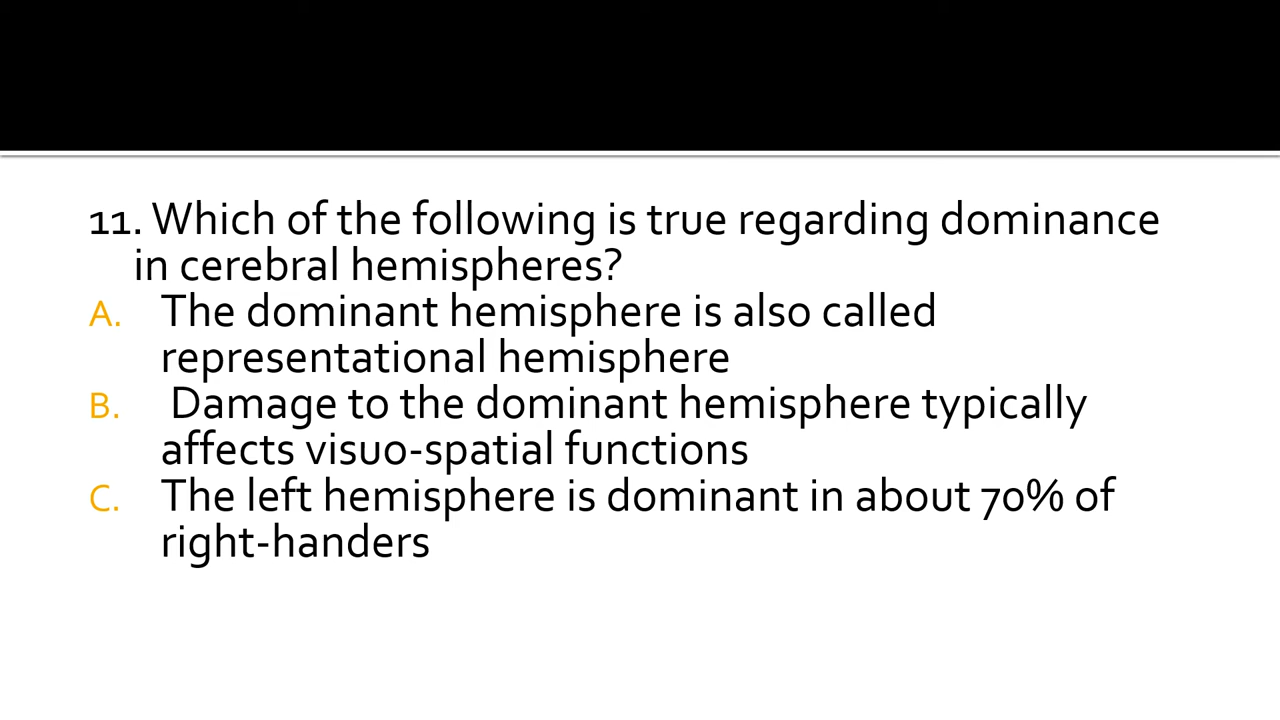 11. Which of the following is true regarding dominance
in cerebral hemispheres?
A. The dominant hemisphere is also called
representational hemisphere
B. Damage to the dominant hemisphere typically
affects visuo-spatial functions
C. The left hemisphere is dominant in about 70% of
right-handers